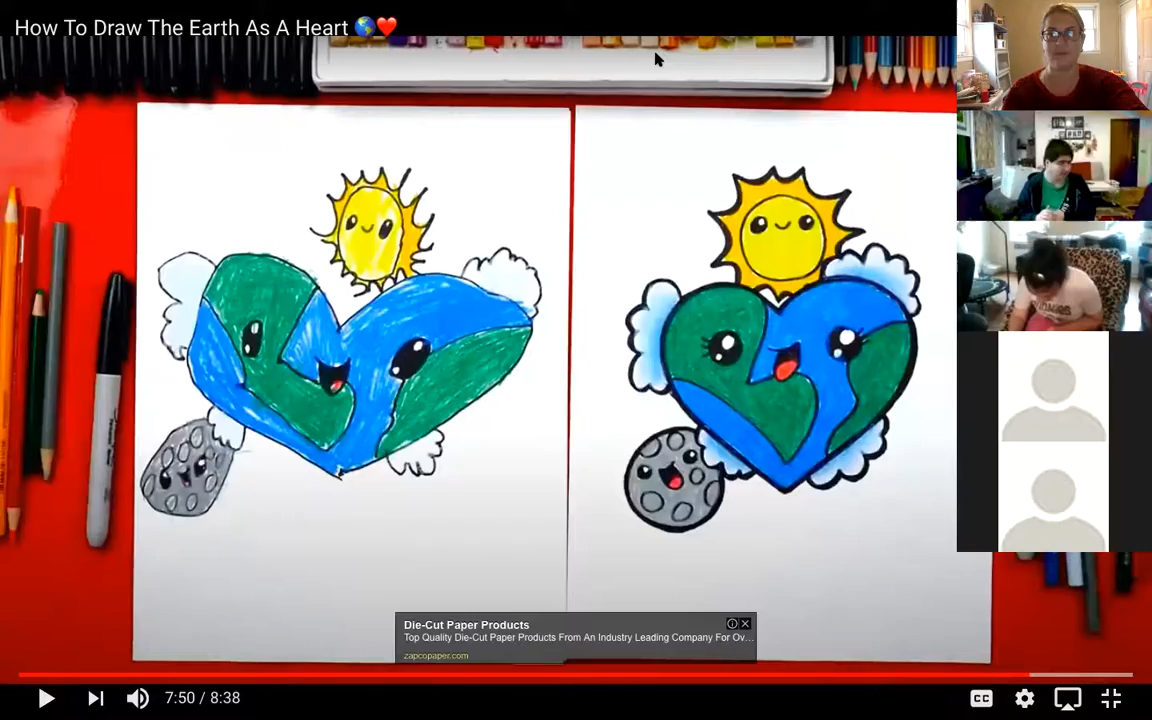 How To Draw The Earth As A Heart 🌎❤️
Die-Cut Paper Products
Top Quality Die-Cut Paper Products From An Industry Leading Company For Ov...
zapcopaper.com
7:50 / 8:38
CC